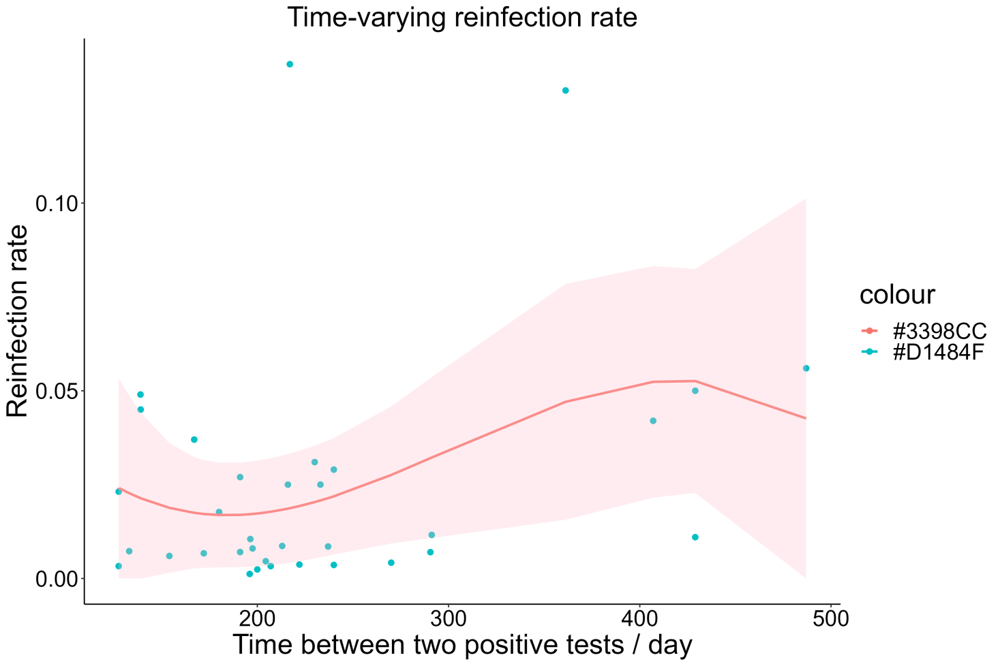 Time-varying reinfection rate
Reinfection rate
0.10
0.05
0.00
200 300 400 500
Time between two positive tests / day
colour
#3398CC
#D1484F